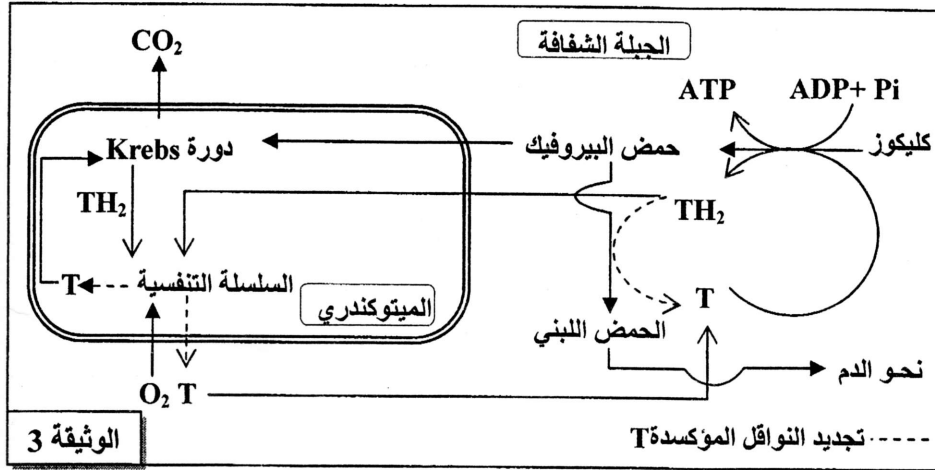 الجبلة الشفافة
CO₂
ATP
ADP+ Pi
دورة Krebs
حمض البيروفيك
كليكوز
TH₂
TH₂
T
السلسلة التنفسية
T
الميتوكندري
الحمض اللبني
نحو الدم
O₂ T
الوثيقة 3
تجديد النواقل المؤكسدة T